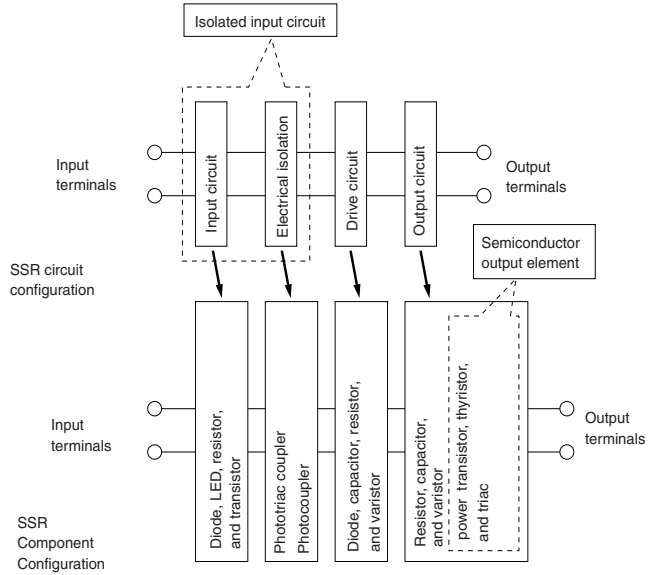 Isolated input circuit
Input
terminals
Input circuit
Electrical isolation
Drive circuit
Output circuit
Output
terminals
Semiconductor
output element
SSR circuit
configuration
Input
terminals
Diode, LED, resistor,
and transistor
Phototriac coupler
Photocoupler
Diode, capacitor, resistor,
and varistor
Resistor, capacitor,
and varistor
power transistor, thyristor,
and triac
Output
terminals
SSR
Component
Configuration